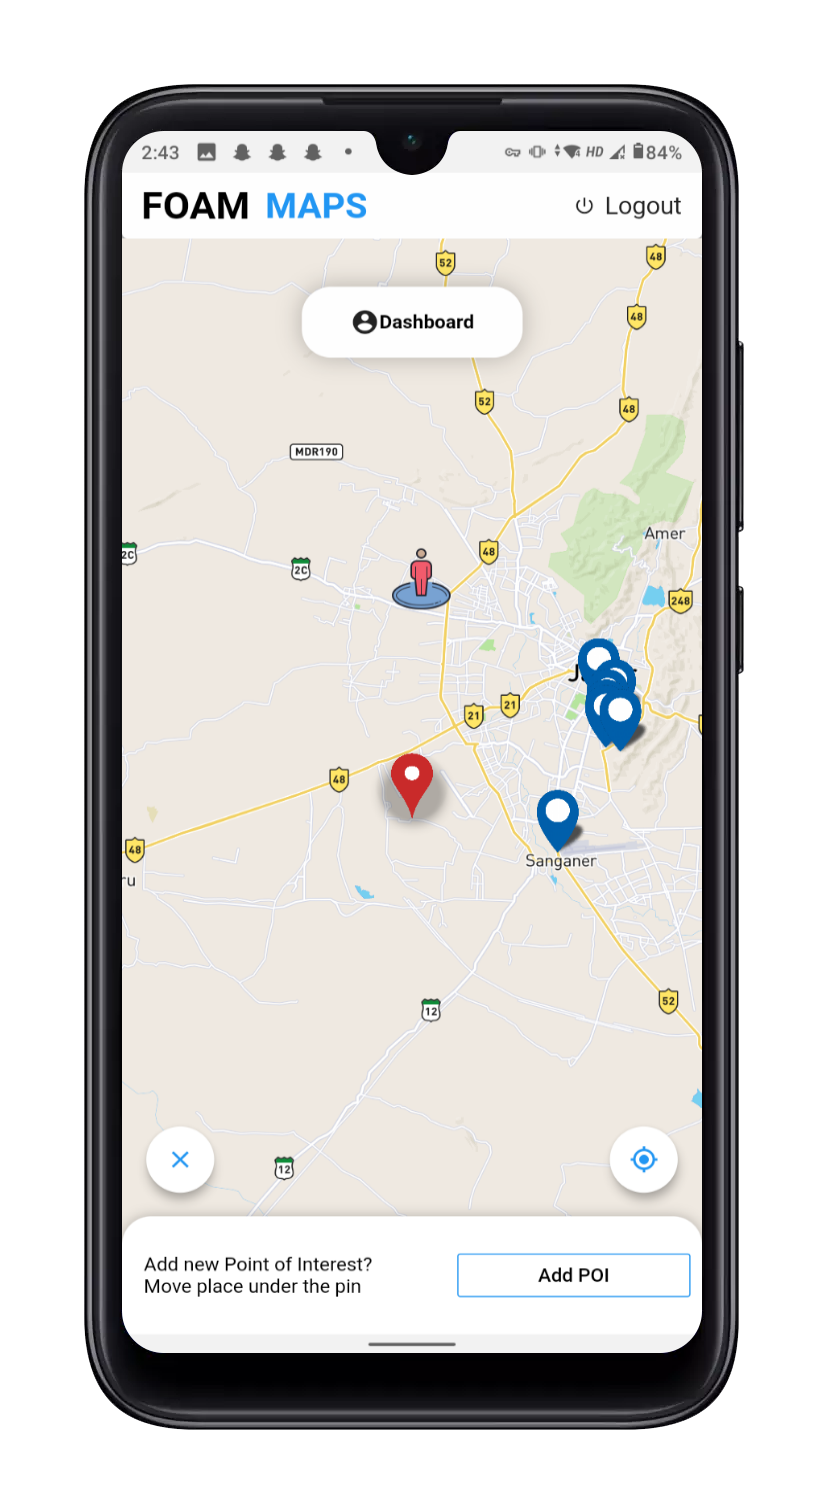 2:43
HD
84%
FOAM MAPS
Logout
52
48
48
Dashboard
52
48
MDR190
Amer
48
2C
2C
248
21
21
48
48
Sanganer
ru
52
12
12
Add new Point of Interest?
Move place under the pin
Add POI